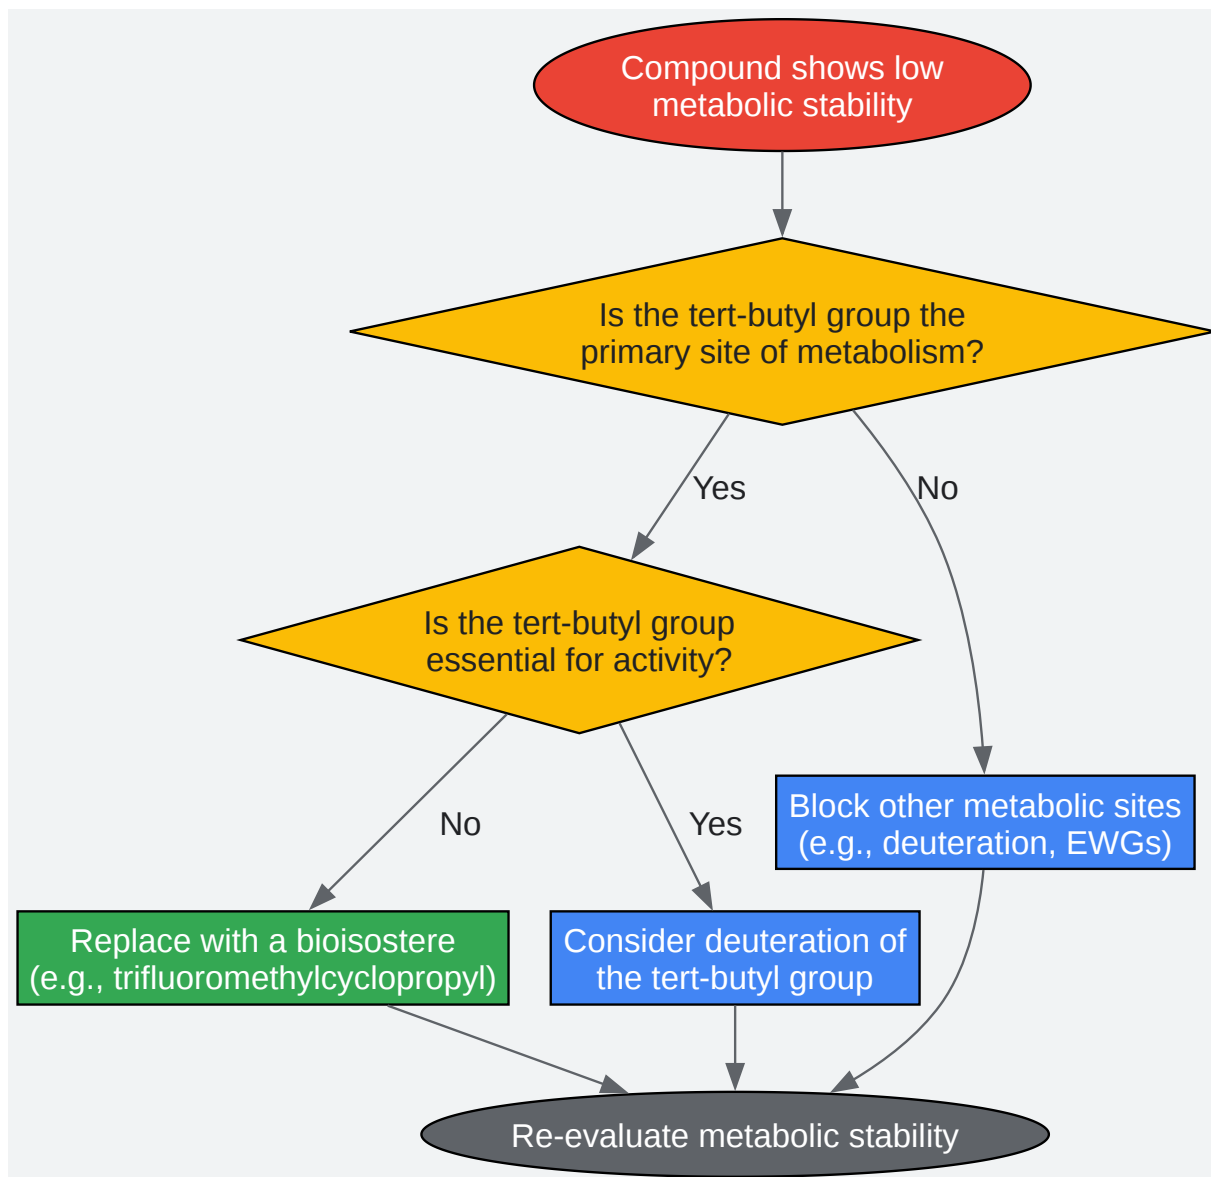 Compound shows low
metabolic stability
Is the tert-butyl group the
primary site of metabolism?
Yes
No
Is the tert-butyl group
essential for activity?
No
Yes
Block other metabolic sites
(e.g., deuteration, EWGs)
Replace with a bioisostere
(e.g., trifluoromethylcyclopropyl)
Consider deuteration of
the tert-butyl group
Re-evaluate metabolic stability